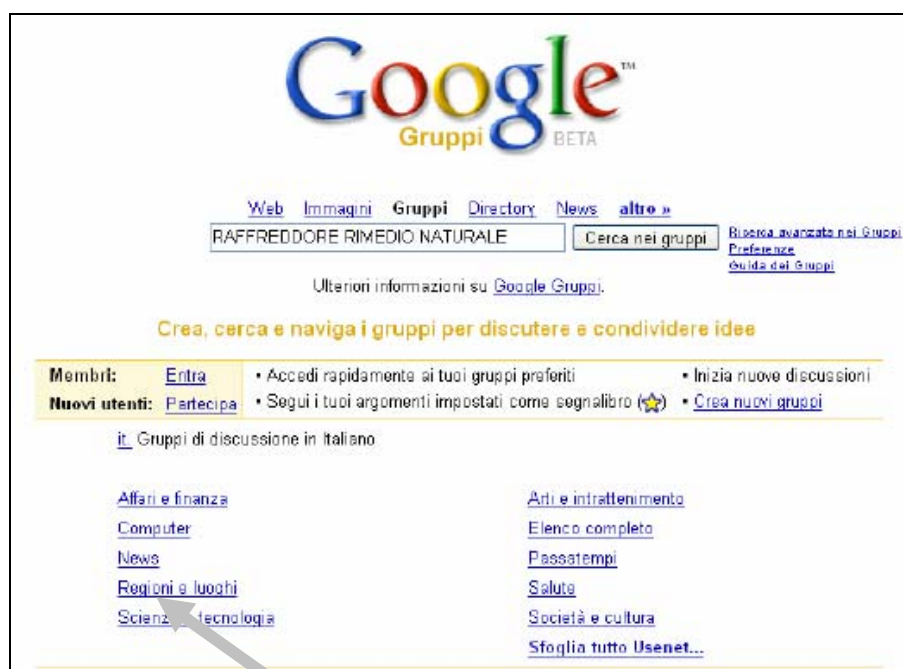 Google™
Gruppi BETA
Web Immagini Gruppi Directory News altro »
RAFFREDDORE RIMEDIO NATURALE Cerca nei gruppi
Ricerca avanzata nei Gruppi
Preferenze
Guida dei Gruppi
Ulteriori informazioni su Google Gruppi.
Crea, cerca e naviga i gruppi per discutere e condividere idee
Membri: Entra • Accedi rapidamente ai tuoi gruppi preferiti • Inizia nuove discussioni
Nuovi utenti: Partecipa • Segui i tuoi argomenti impostati come segnalibro ( ) • Crea nuovi gruppi
it. Gruppi di discussione in Italiano
Affari e finanza
Computer
News
Regioni e luoghi
Scienza tecnologia
Arti e intrattenimento
Elenco completo
Passatempi
Salute
Società e cultura
Sfoglia tutto Usenet...